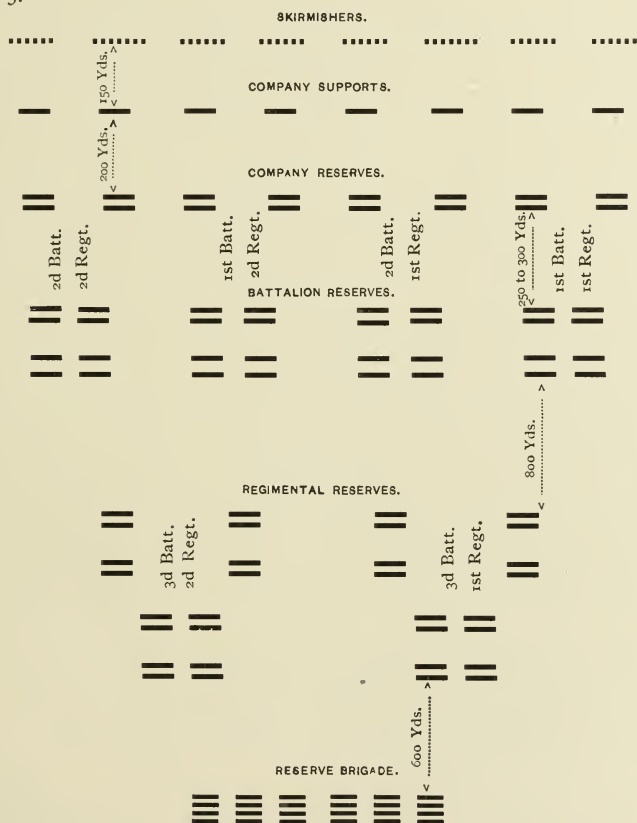 SKIRMISHERS.
150 Yds.
COMPANY SUPPORTS.
200 Yds.
COMPANY RESERVES.
2d Batt.
2d Regt.
1st Batt.
2d Regt.
2d Batt.
1st Regt.
250 to 300 Yds.
1st Batt.
1st Regt.
BATTALION RESERVES.
800 Yds.
REGIMENTAL RESERVES.
3d Batt.
2d Regt.
3d Batt.
1st Regt.
600 Yds.
RESERVE BRIGADE.